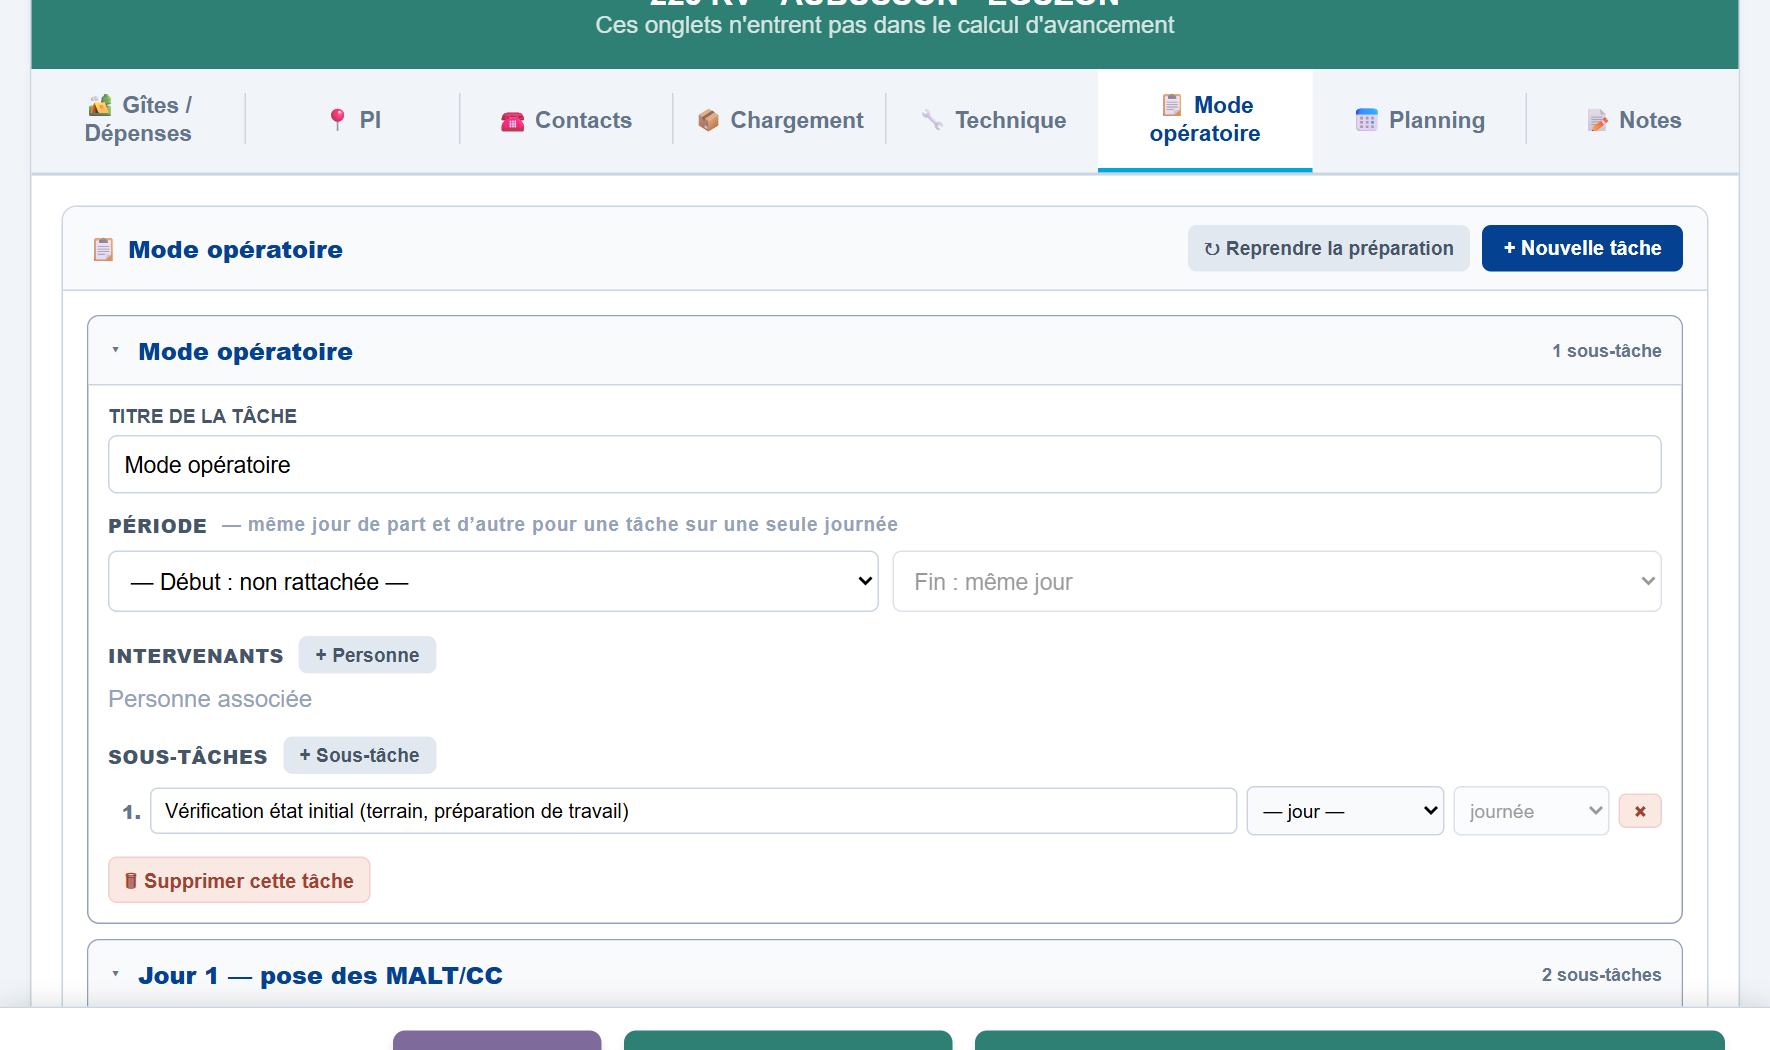 220 KV - AUBUSSON - EGUZON
Ces onglets n'entrent pas dans le calcul d'avancement
Gîtes /
Dépenses
PI
Contacts
Chargement
Technique
Mode
opératoire
Planning
Notes
Mode opératoire
↻ Reprendre la préparation
+ Nouvelle tâche
Mode opératoire
1 sous-tâche
TITRE DE LA TÂCHE
Mode opératoire
PÉRIODE — même jour de part et d’autre pour une tâche sur une seule journée
— Début : non rattachée —
Fin : même jour
INTERVENANTS + Personne
Personne associée
SOUS-TÂCHES + Sous-tâche
1. Vérification état initial (terrain, préparation de travail) — jour — journée
Supprimer cette tâche
Jour 1 — pose des MALT/CC
2 sous-tâches